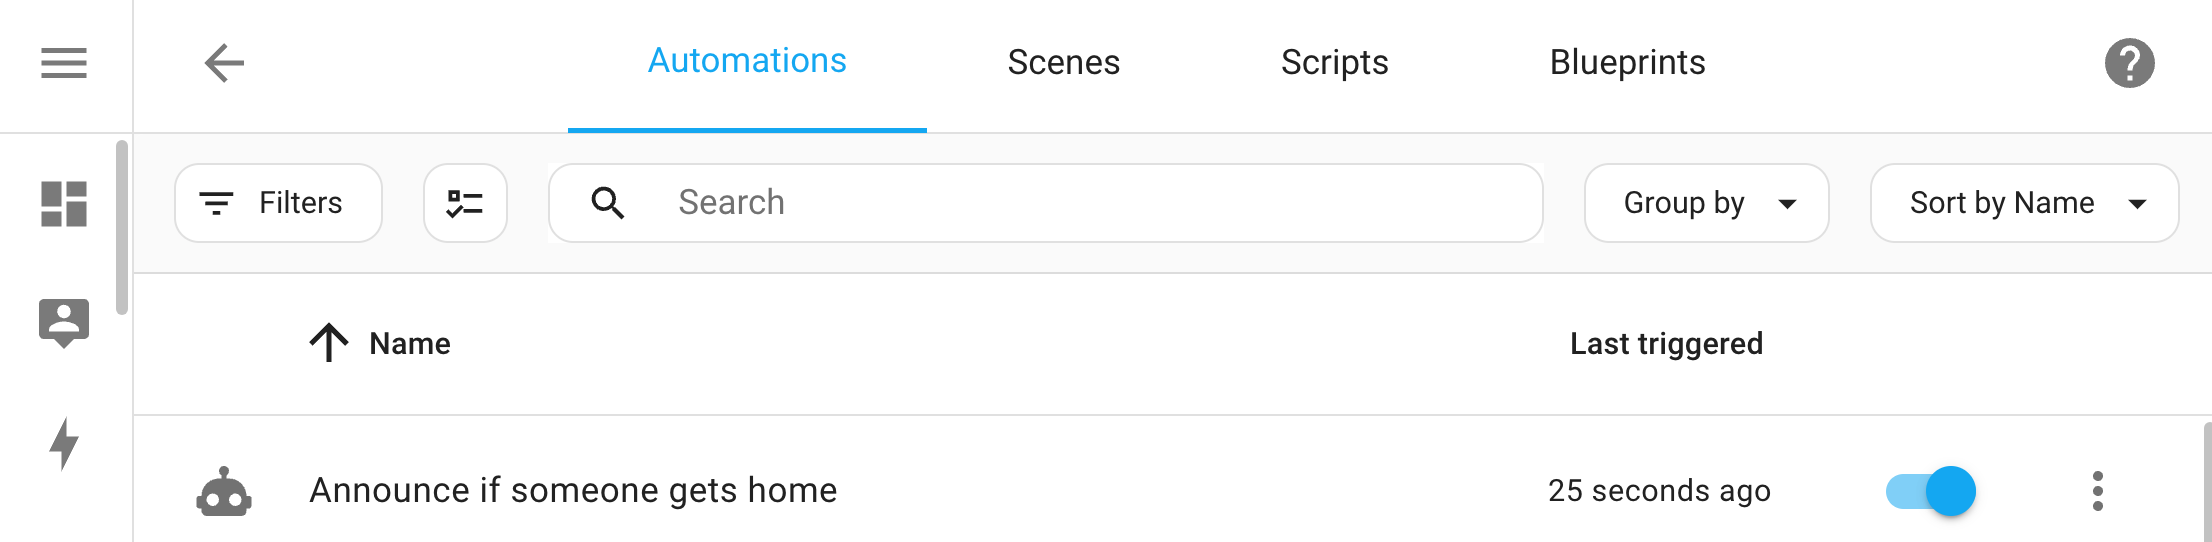 Automations Scenes Scripts Blueprints
Filters Search Group by Sort by Name
Name Last triggered
Announce if someone gets home 25 seconds ago